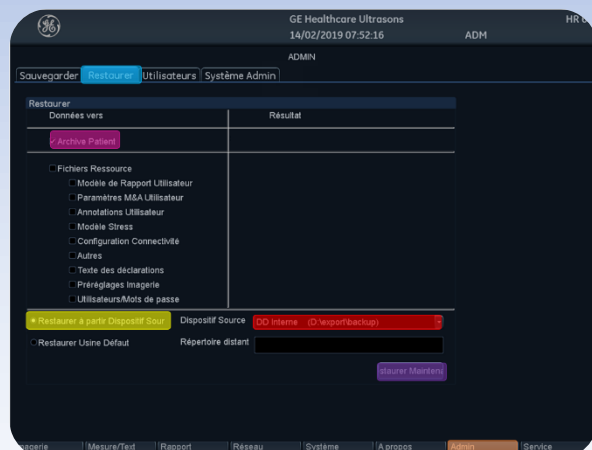 GE Healthcare Ultrasons HR
14/02/2019 07:52:16 ADM
ADMIN
Sauvegarder Restaurer Utilisateurs Système Admin
Restaurer
Données vers Résultat
Archive Patient
Fichiers Ressource
Modèle de Rapport Utilisateur
Paramètres M&A Utilisateur
Annotations Utilisateur
Modèle Stress
Configuration Connectivité
Autres
Texte des déclarations
Préréglages Imagerie
Utilisateurs/Mots de passe
Restaurer à partir Dispositif Sour Dispositif Source DD Interne (D:\export\backup)
Restaurer Usine Défaut Répertoire distant
staurer Mainten
agerie Mesure/Text Rapport Réseau Système A propos Admin Service